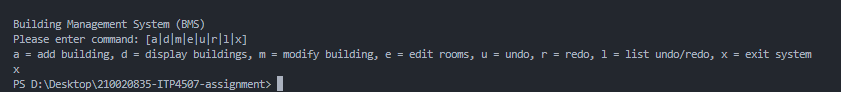 Building Management System (BMS)
Please enter command: [a|d|m|e|u|r|l|x]
a = add building, d = display buildings, m = modify building, e = edit rooms, u = undo, r = redo, l = list undo/redo, x = exit system
x
PS D:\Desktop\210020835-ITP4507-assignment>